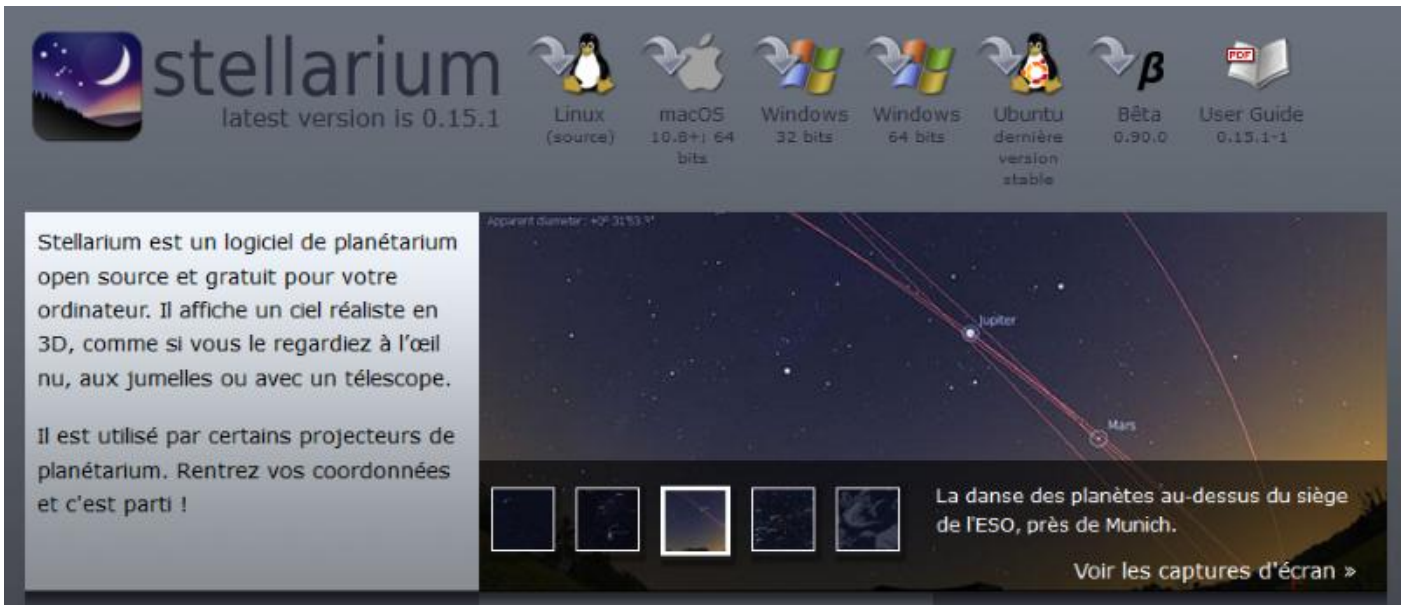 stellarium
latest version is 0.15.1
Linux
(source)
macOS
10.8+; 64
bits
Windows
32 bits
Windows
64 bits
Ubuntu
dernière
version
stable
β
Bêta
0.90.0
PDF
User Guide
0.15.1-1
Stellarium est un logiciel de planétarium
open source et gratuit pour votre
ordinateur. Il affiche un ciel réaliste en
3D, comme si vous le regardiez à l'œil
nu, aux jumelles ou avec un télescope.
Il est utilisé par certains projecteurs de
planétarium. Rentrez vos coordonnées
et c'est parti !
Apparent diameter:
Jupiter
Mars
La danse des planètes au-dessus du siège
de l'ESO, près de Munich.
Voir les captures d'écran »